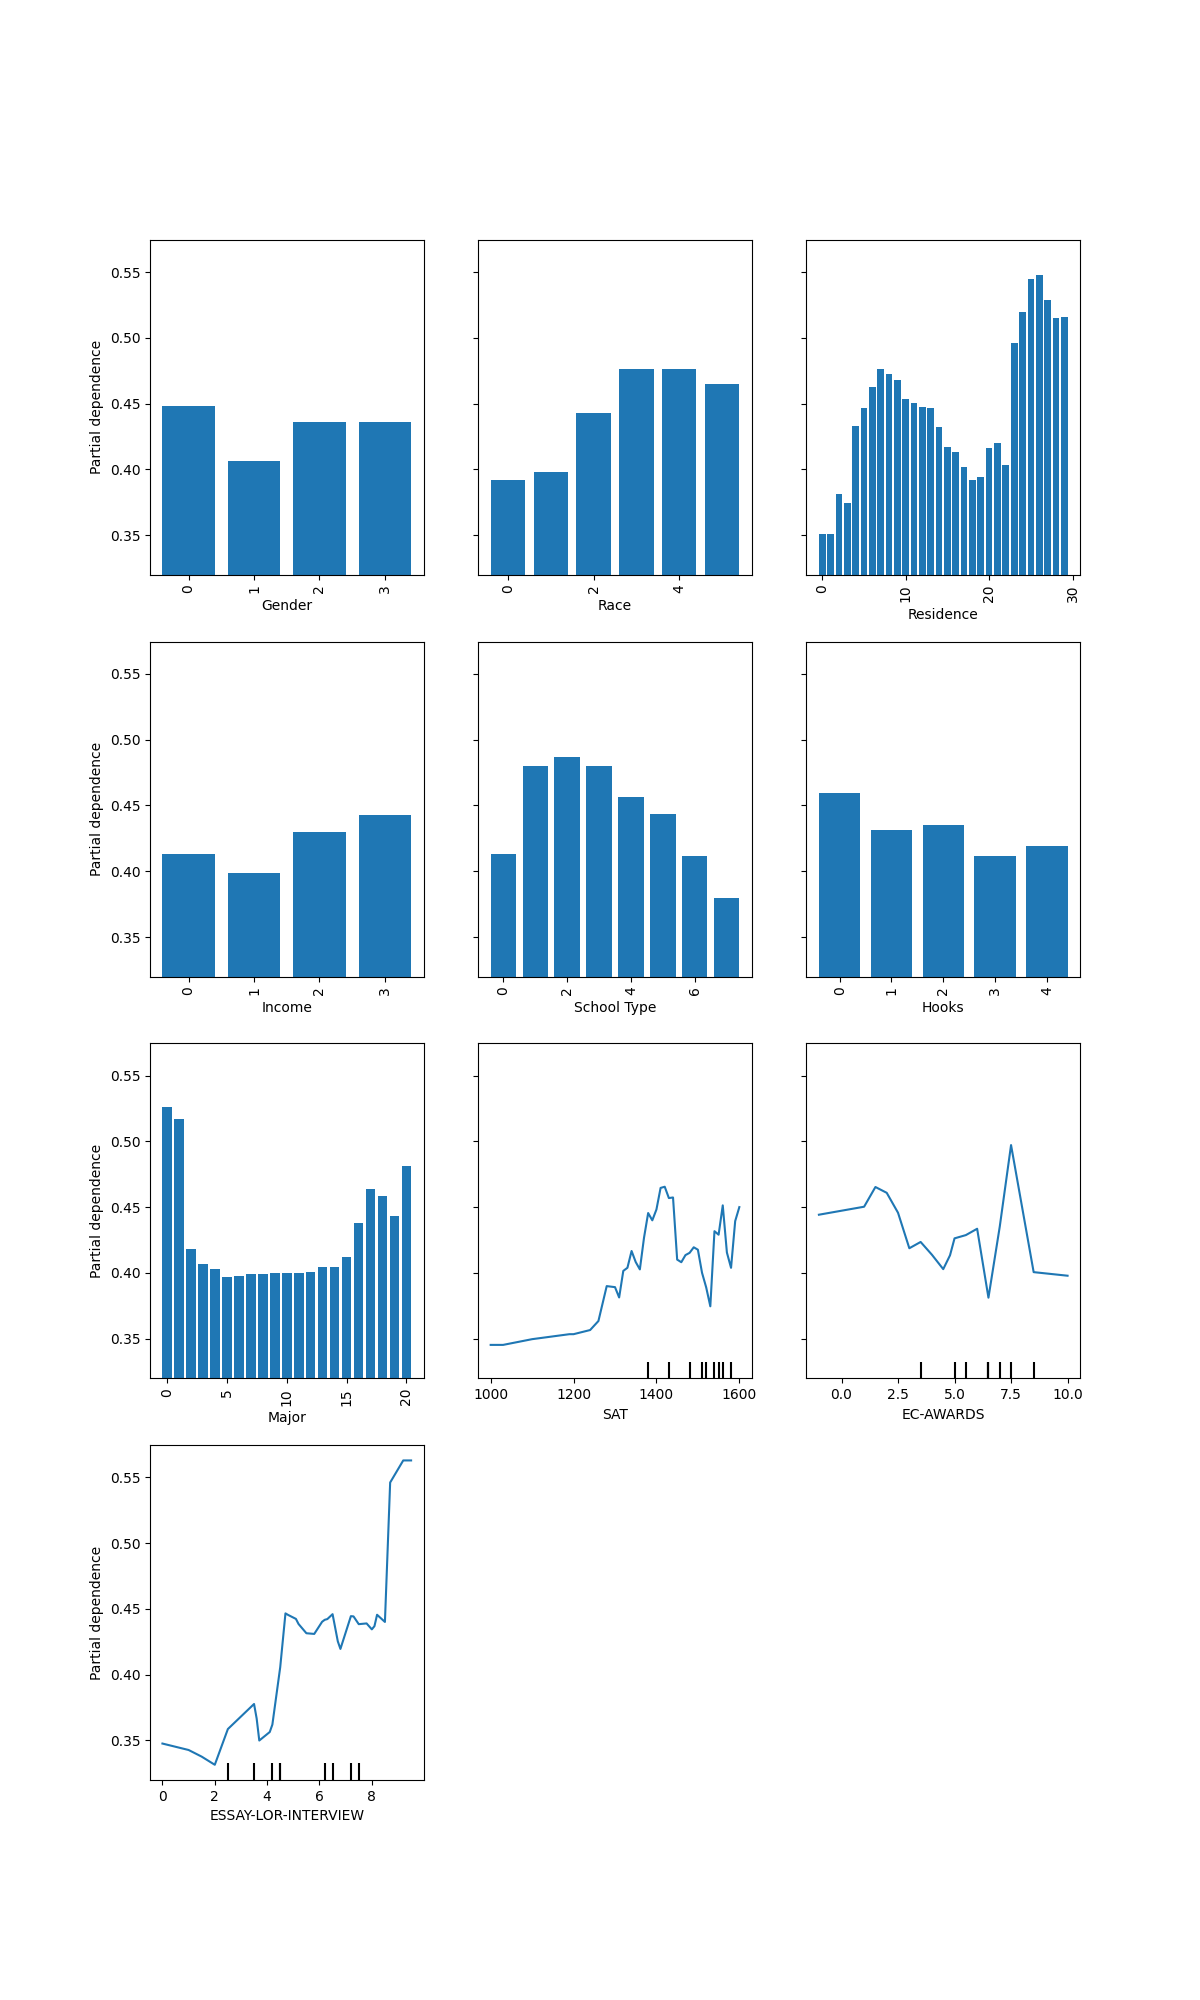 0.55
0.50
0.45
0.40
0.35
Partial dependence
0 1 2 3
Gender
0 2 4
Race
0 10 20 30
Residence
0.55
0.50
0.45
0.40
0.35
Partial dependence
0 1 2 3
Income
0 2 4 6
School Type
0 1 2 3 4
Hooks
0.55
0.50
0.45
0.40
0.35
Partial dependence
0 5 10 15 20
Major
1000 1200 1400 1600
SAT
0.0 2.5 5.0 7.5 10.0
EC-AWARDS
0.55
0.50
0.45
0.40
0.35
Partial dependence
0 2 4 6 8
ESSAY-LOR-INTERVIEW